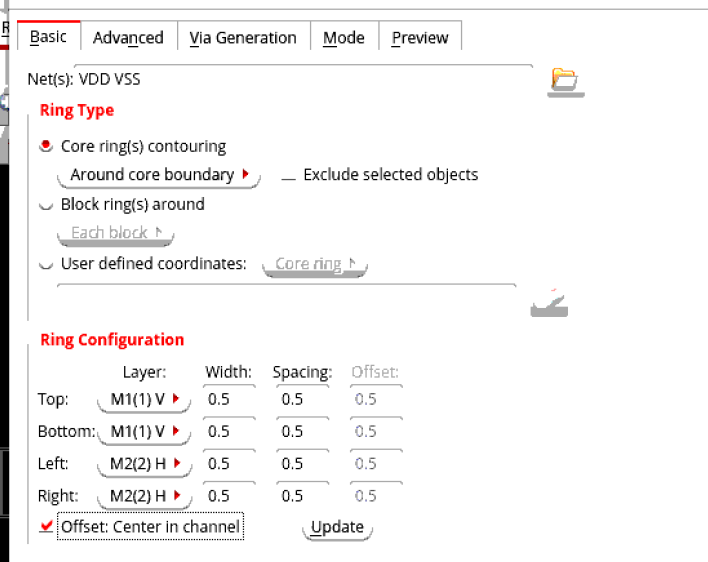 R
Basic Advanced Via Generation Mode Preview
Net(s): VDD VSS
Ring Type
Core ring(s) contouring
Around core boundary Exclude selected objects
Block ring(s) around
Each block
User defined coordinates: Core ring
Ring Configuration
Layer: Width: Spacing: Offset:
Top: M1(1) V 0.5 0.5 0.5
Bottom: M1(1) V 0.5 0.5 0.5
Left: M2(2) H 0.5 0.5 0.5
Right: M2(2) H 0.5 0.5 0.5
Offset: Center in channel Update